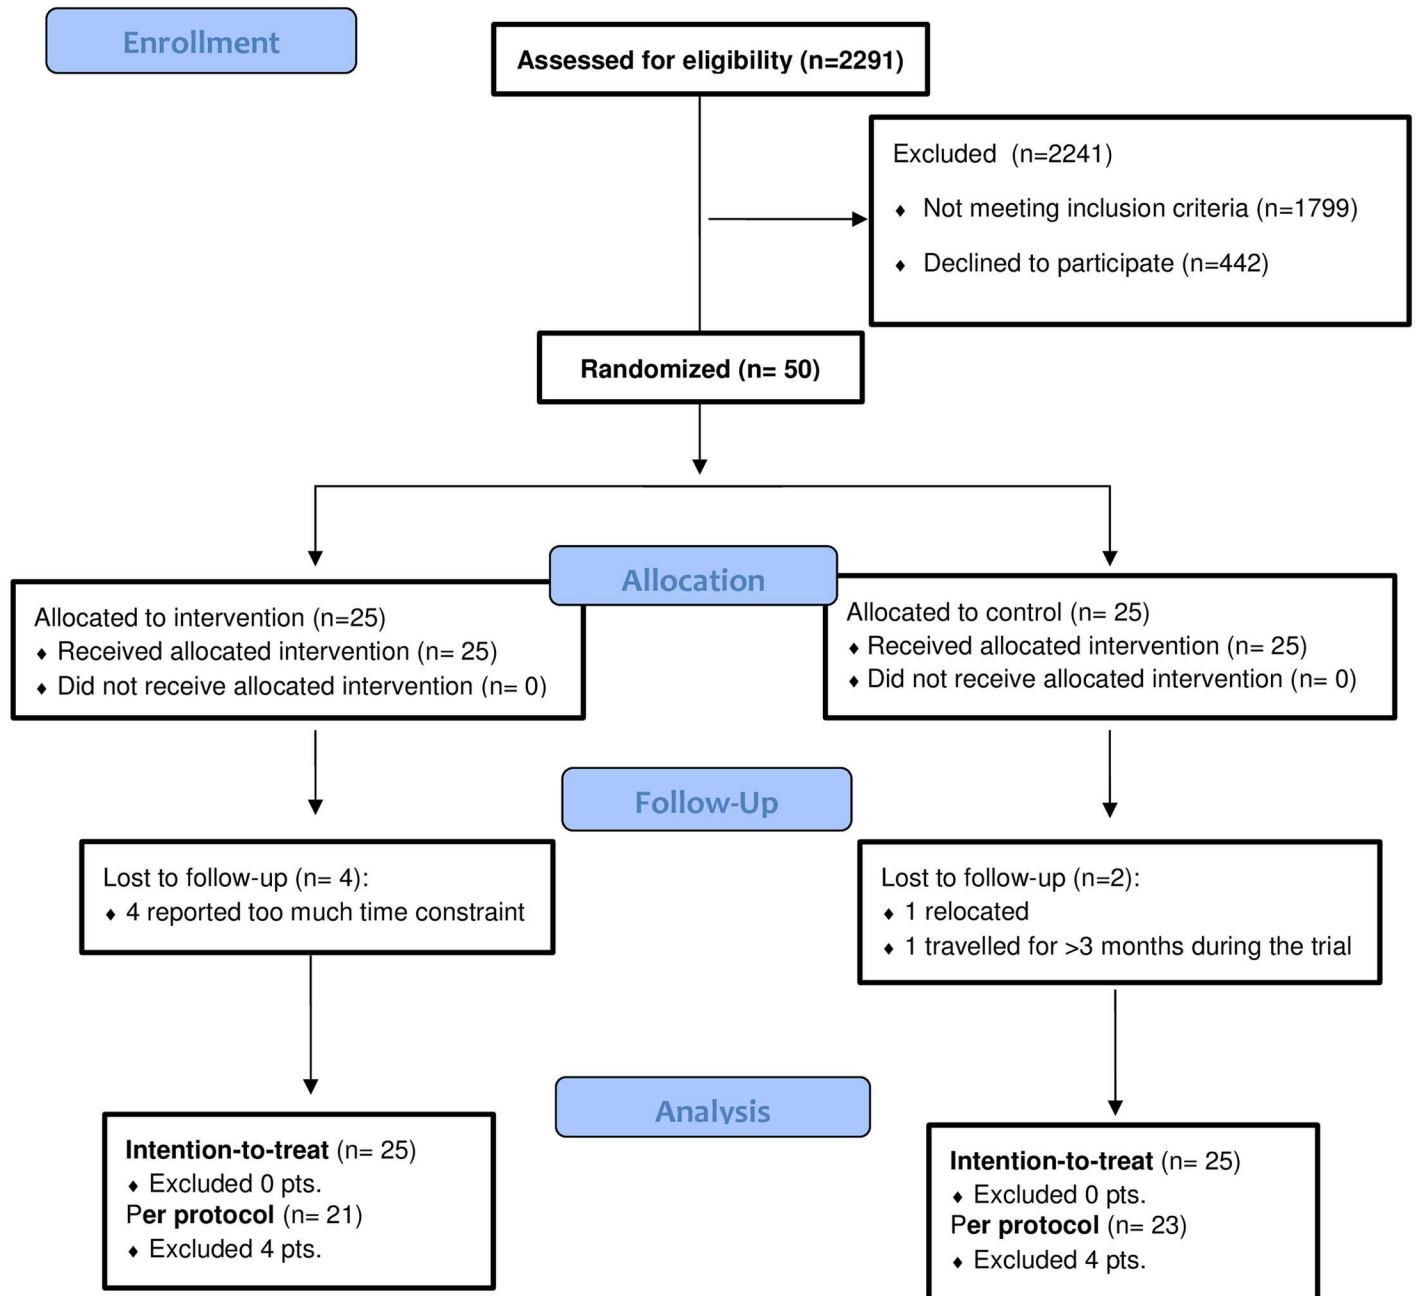 Enrollment
Assessed for eligibility (n=2291)
Excluded  (n=2241)
♦ Not meeting inclusion criteria (n=1799)
♦ Declined to participate (n=442)
Randomized (n= 50)
Allocation
Allocated to intervention (n=25)
♦ Received allocated intervention (n= 25)
♦ Did not receive allocated intervention (n= 0)
Allocated to control (n= 25)
♦ Received allocated intervention (n= 25)
♦ Did not receive allocated intervention (n= 0)
Follow-Up
Lost to follow-up (n= 4):
♦ 4 reported too much time constraint
Lost to follow-up (n=2):
♦ 1 relocated
♦ 1 travelled for >3 months during the trial
Analysis
Intention-to-treat (n= 25)
♦ Excluded 0 pts.
Per protocol (n= 21)
♦ Excluded 4 pts.
Intention-to-treat (n= 25)
♦ Excluded 0 pts.
Per protocol (n= 23)
♦ Excluded 4 pts.